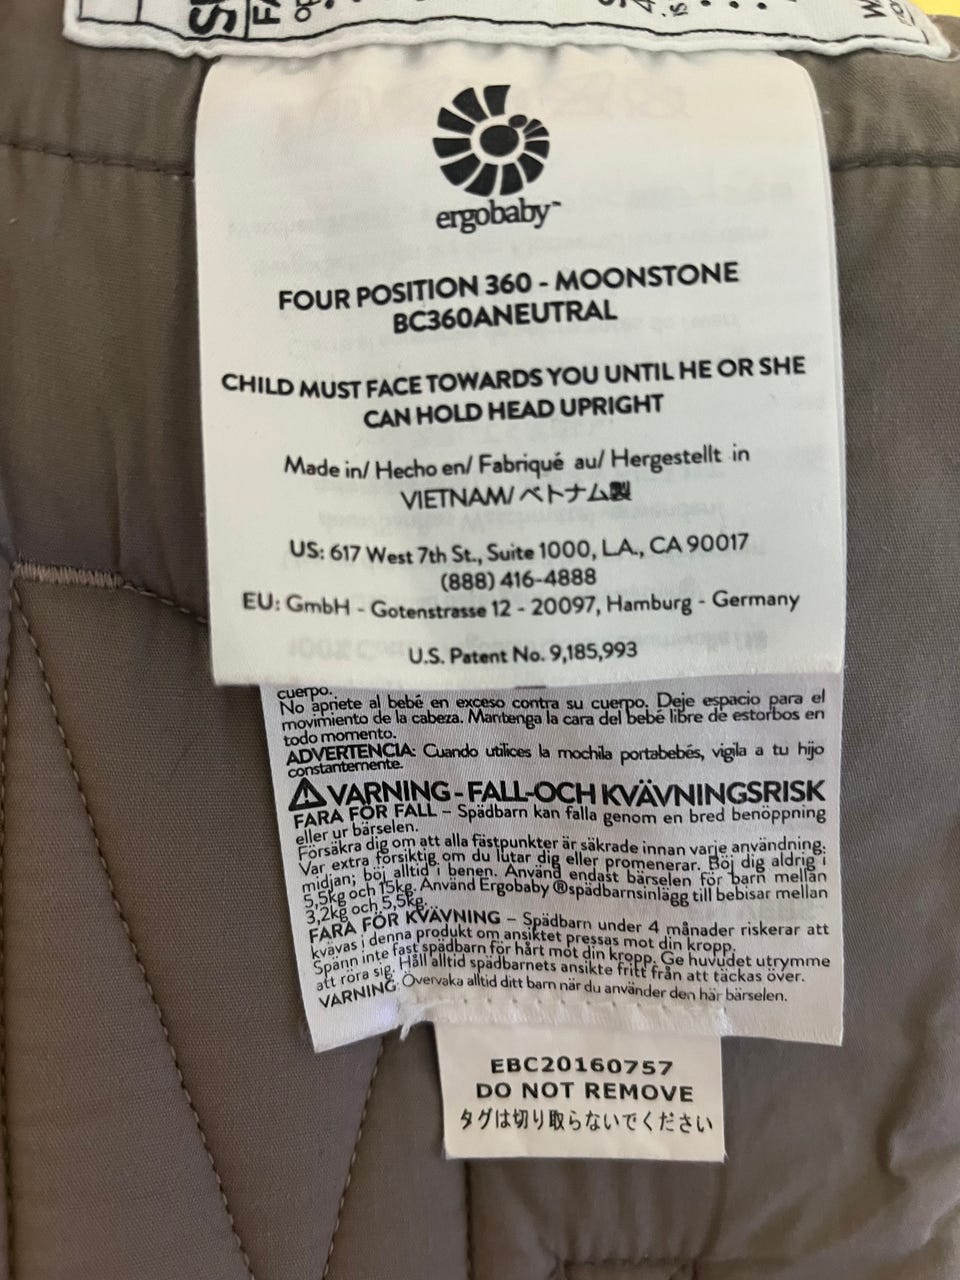 ergobaby™
FOUR POSITION 360 - MOONSTONE
BC360ANEUTRAL
CHILD MUST FACE TOWARDS YOU UNTIL HE OR SHE
CAN HOLD HEAD UPRIGHT
Made in/ Hecho en/ Fabriqué au/ Hergestellt in
VIETNAM/ ベトナム製
US: 617 West 7th St., Suite 1000, L.A., CA 90017
(888) 416-4888
EU: GmbH - Gotenstrasse 12 - 20097, Hamburg - Germany
U.S. Patent No. 9,185,993
cuerpo.
No apriete al bebé en exceso contra su cuerpo. Deje espacio para el
movimiento de la cabeza. Mantenga la cara del bebé libre de estorbos en
todo momento.
ADVERTENCIA: Cuando utilices la mochila portabebés, vigila a tu hijo
constantemente.
VARNING - FALL-OCH KVÄVNINGSRISK
FARA FÖR FALL – Spädbarn kan falla genom en bred benöppning
eller ur bärselen.
Försäkra dig om att alla fästpunkter är säkrade innan varje användning.
Var extra försiktig om du lutar dig eller promenerar. Böj dig aldrig i
midjan; böj alltid i benen. Använd endast bärselen för barn mellan
5,5kg och 15kg. Använd Ergobaby ®spädbarnsinlägg till bebisar mellan
3,2kg och 5,5kg.
FARA FÖR KVÄVNING – Spädbarn under 4 månader riskerar att
kvävas i denna produkt om ansiktet pressas mot din kropp.
Spänn inte fast spädbarn för hårt mot din kropp. Ge huvudet utrymme
att röra sig. Håll alltid spädbarnets ansikte fritt från att täckas över.
VARNING: Övervaka alltid ditt barn när du använder den här bärselen.
EBC20160757
DO NOT REMOVE
タグは切り取らないでください